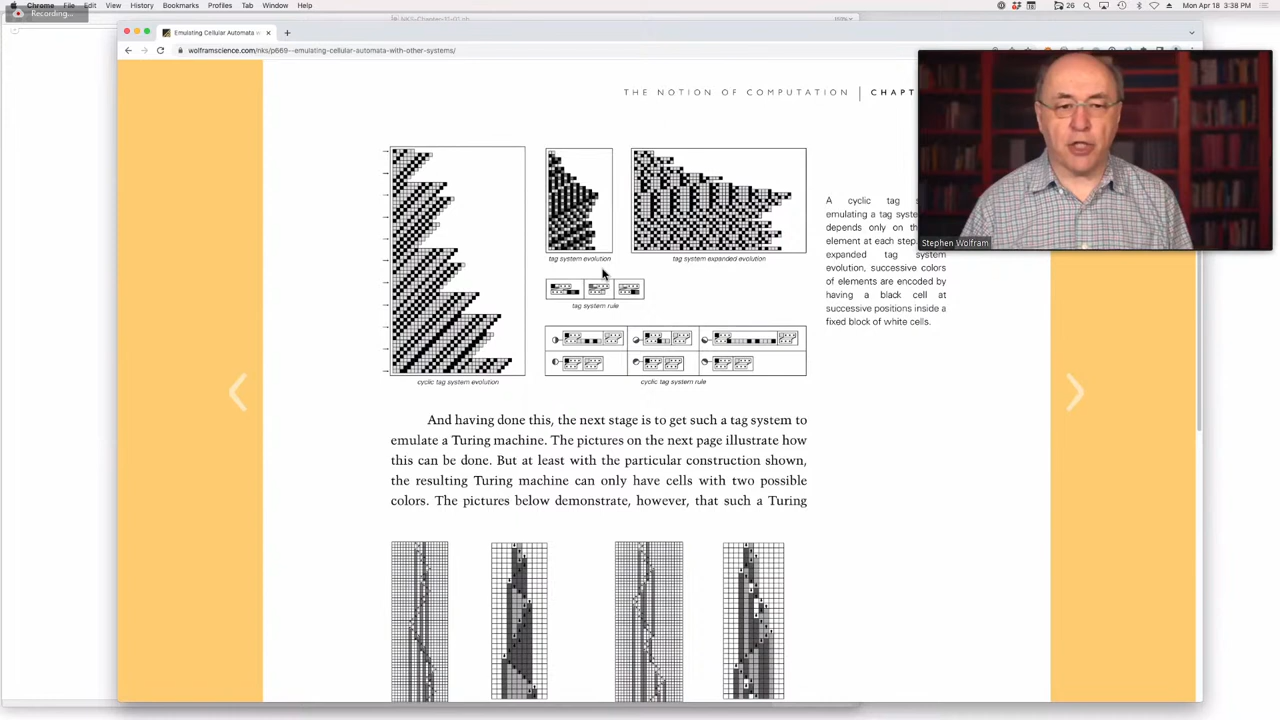 Chrome File Edit View History Bookmarks Profiles Tab Window Help
26
Mon Apr 18 3:38 PM
Recording...
Emulating Cellular Automata
wolframscience.com/nks/p669--emulating-cellular-automata-with-other-systems/
THE NOTION OF COMPUTATION | CHAPT
Stephen Wolfram
A cyclic tag s
emulating a tag syste
depends only on th
element at each step.
expanded tag system
evolution, successive colors
of elements are encoded by
having a black cell at
successive positions inside a
fixed block of white cells.
tag system evolution
tag system expanded evolution
tag system rule
cyclic tag system evolution
cyclic tag system rule
And having done this, the next stage is to get such a tag system to
emulate a Turing machine. The pictures on the next page illustrate how
this can be done. But at least with the particular construction shown,
the resulting Turing machine can only have cells with two possible
colors. The pictures below demonstrate, however, that such a Turing